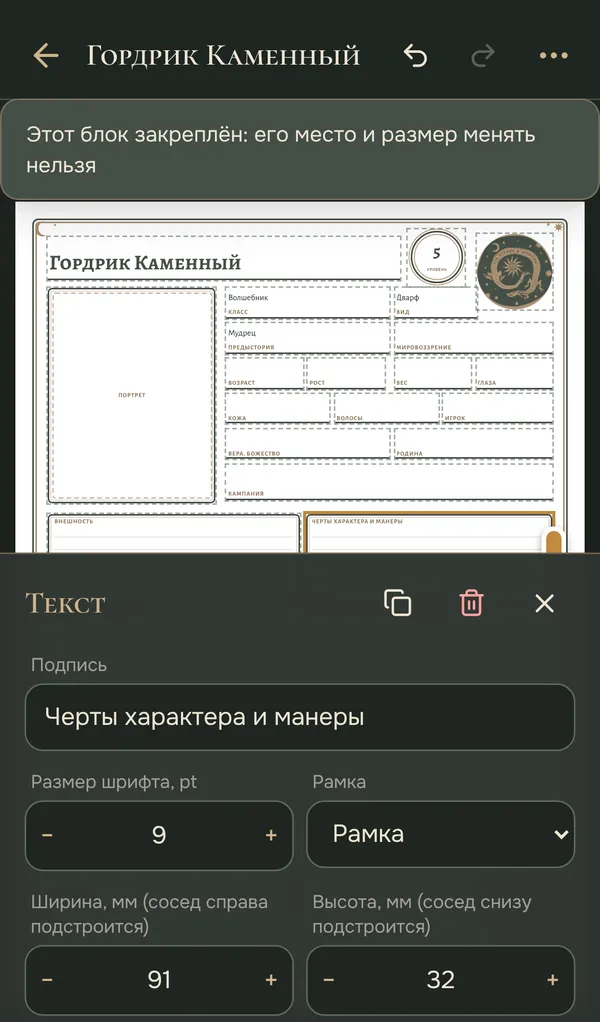 Гордрик Каменный
Этот блок закреплён: его место и размер менять
нельзя
Гордрик Каменный
5
УРОВЕНЬ
Волшебник
КЛАСС
Дварф
ВИД
Мудрец
ПРЕДЫСТОРИЯ
МИРОВОЗЗРЕНИЕ
ВОЗРАСТ
РОСТ
ВЕС
ГЛАЗА
ПОРТРЕТ
КОЖА
ВОЛОСЫ
ИГРОК
ВЕРА, БОЖЕСТВО
РОДИНА
КАМПАНИЯ
ВНЕШНОСТЬ
ЧЕРТЫ ХАРАКТЕРА И МАНЕРЫ
Текст
Подпись
Черты характера и манеры
Размер шрифта, pt
Рамка
− 9 +
Рамка
Ширина, мм (сосед справа
подстроится)
Высота, мм (сосед снизу
подстроится)
− 91 +
− 32 +